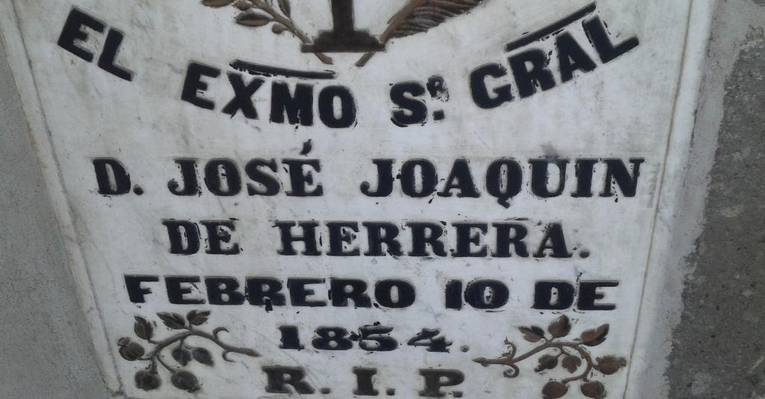 EL EXMO SR. GRAL
D. JOSÉ JOAQUIN
DE HERRERA.
FEBRERO 10 DE
1854.
R. I. P.